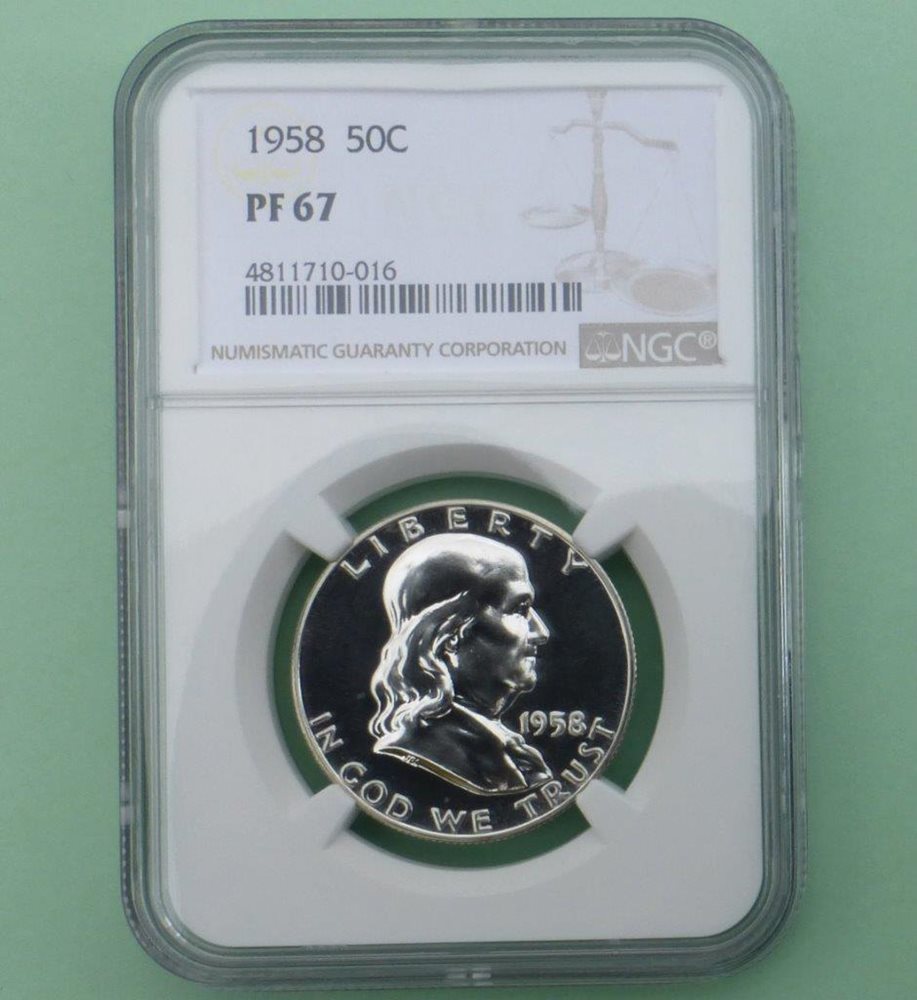 1958 50C
PF 67
4811710-016
NUMISMATIC GUARANTY CORPORATION
NGC®
LIBERTY
1958
IN GOD WE TRUST